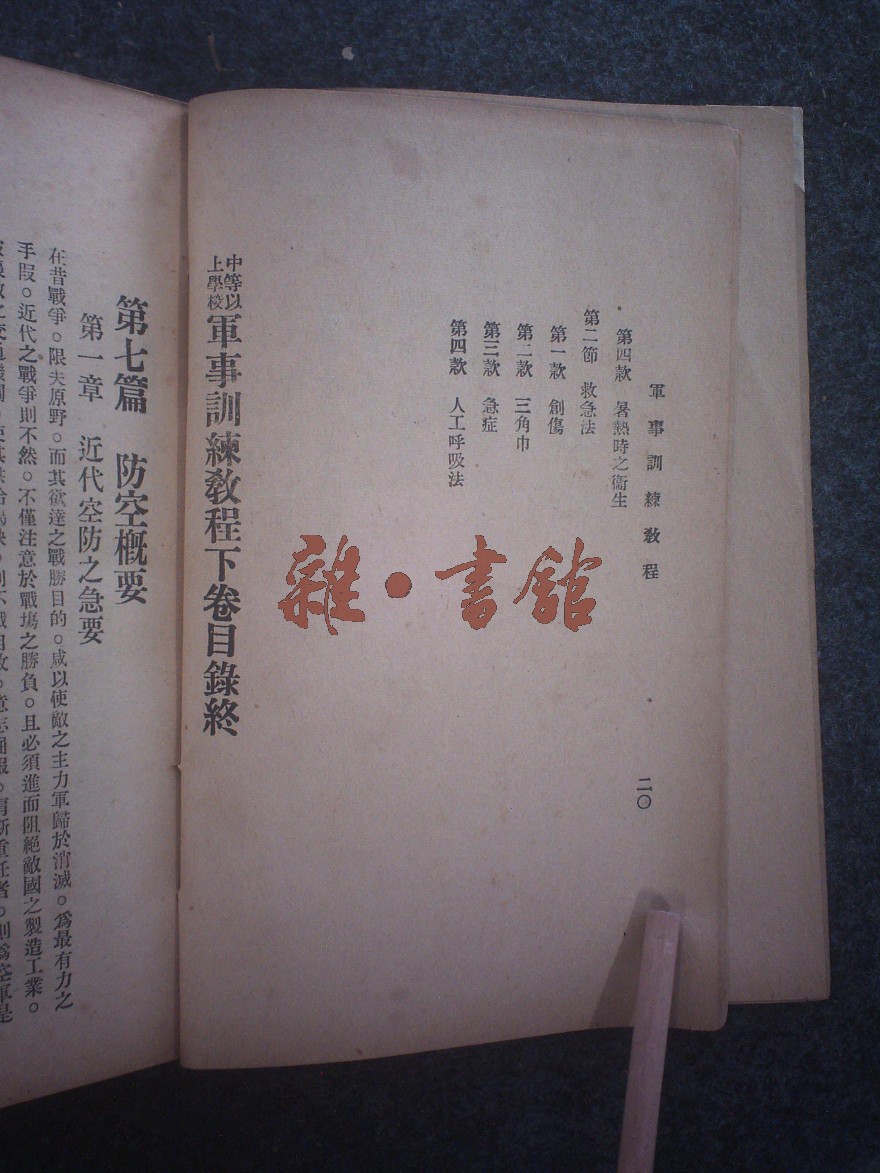 軍事訓練教程
二〇
第四款 暑熱時之衞生
第二節 救急法
第一款 創傷
第二款 三角巾
第三款 急症
第四款 人工呼吸法
中等以上學校軍事訓練教程下卷目錄終
雜·書舘
第七篇 防空概要
第一章 近代空防之急要
在昔戰爭。限夫原野。而其欲達之戰勝目的。咸以使敵之主力軍歸於消滅。爲最有力之
手段。近代之戰爭則不然。不僅注意於戰塲之勝負。且必須進而阻絕敵國之製造工業。